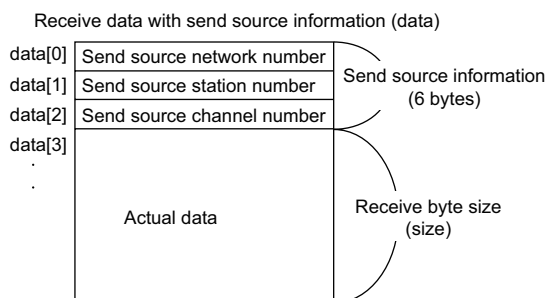 Receive data with send source information (data)
data[0] Send source network number
data[1] Send source station number
data[2] Send source channel number
Send source information
(6 bytes)
data[3]
.
.
Actual data
Receive byte size
(size)